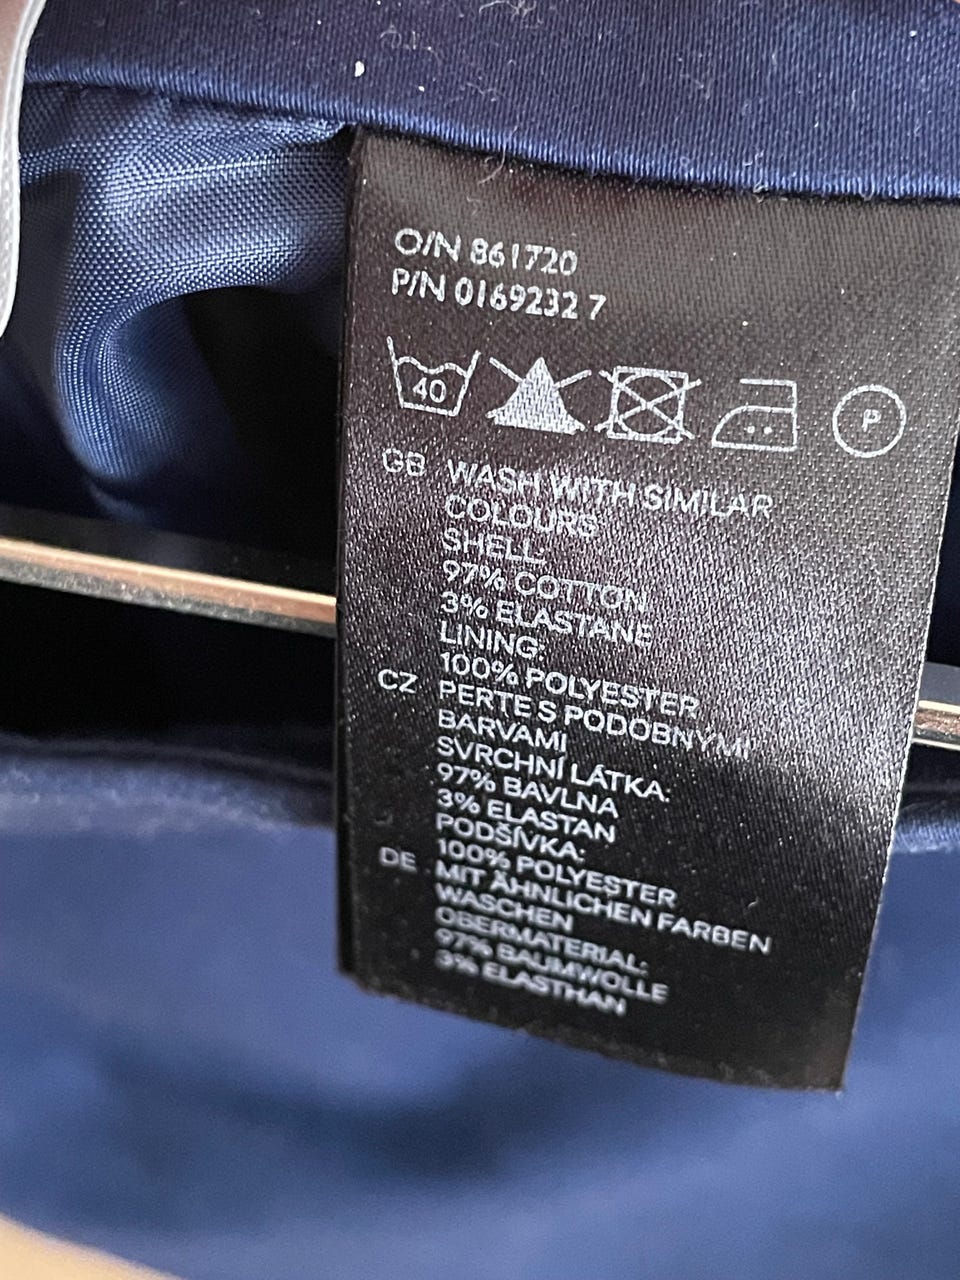 O/N 861720
P/N 0169232 7
40
P
GB WASH WITH SIMILAR
COLOURS
SHELL:
97% COTTON
3% ELASTANE
LINING:
100% POLYESTER
CZ PERTE S PODOBNÝMI
BARVAMI
SVRCHNÍ LÁTKA:
97% BAVLNA
3% ELASTAN
PODŠÍVKA:
100% POLYESTER
DE MIT ÄHNLICHEN FARBEN
WASCHEN
OBERMATERIAL:
97% BAUMWOLLE
3% ELASTHAN